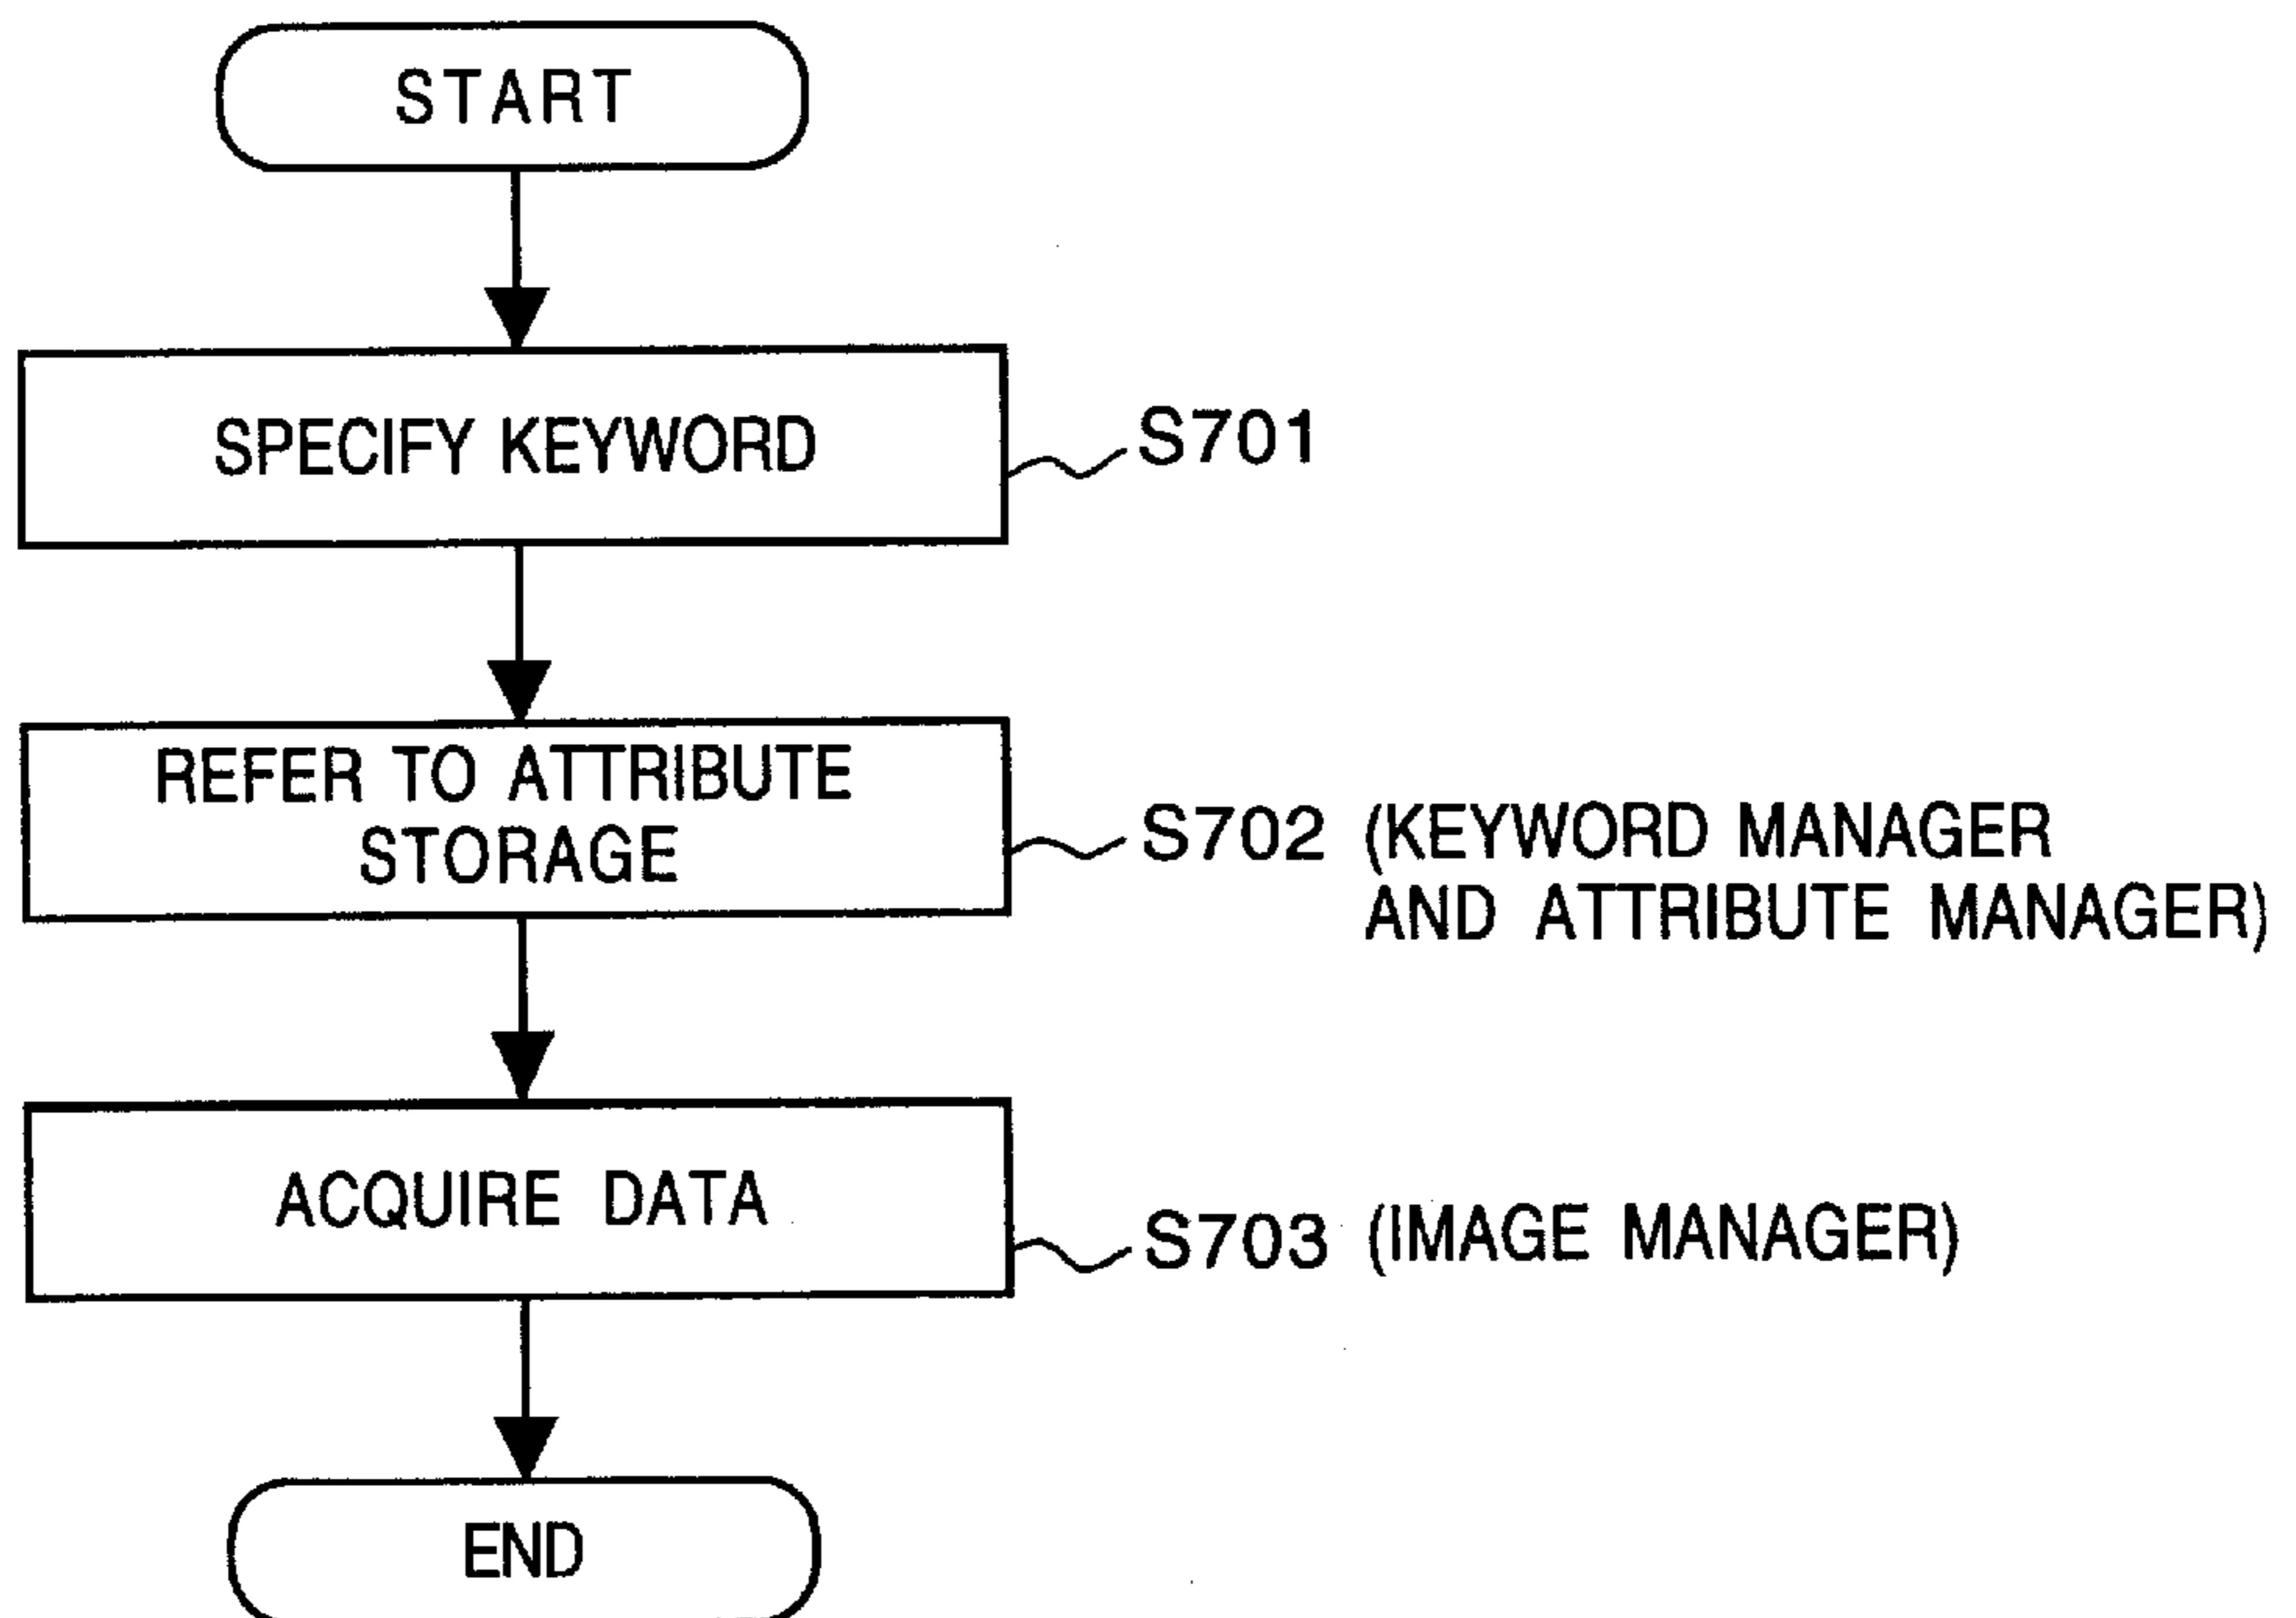 START
SPECIFY KEYWORD
S701
REFER TO ATTRIBUTE
STORAGE
S702 (KEYWORD MANAGER
AND ATTRIBUTE MANAGER)
ACQUIRE DATA
S703 (IMAGE MANAGER)
END